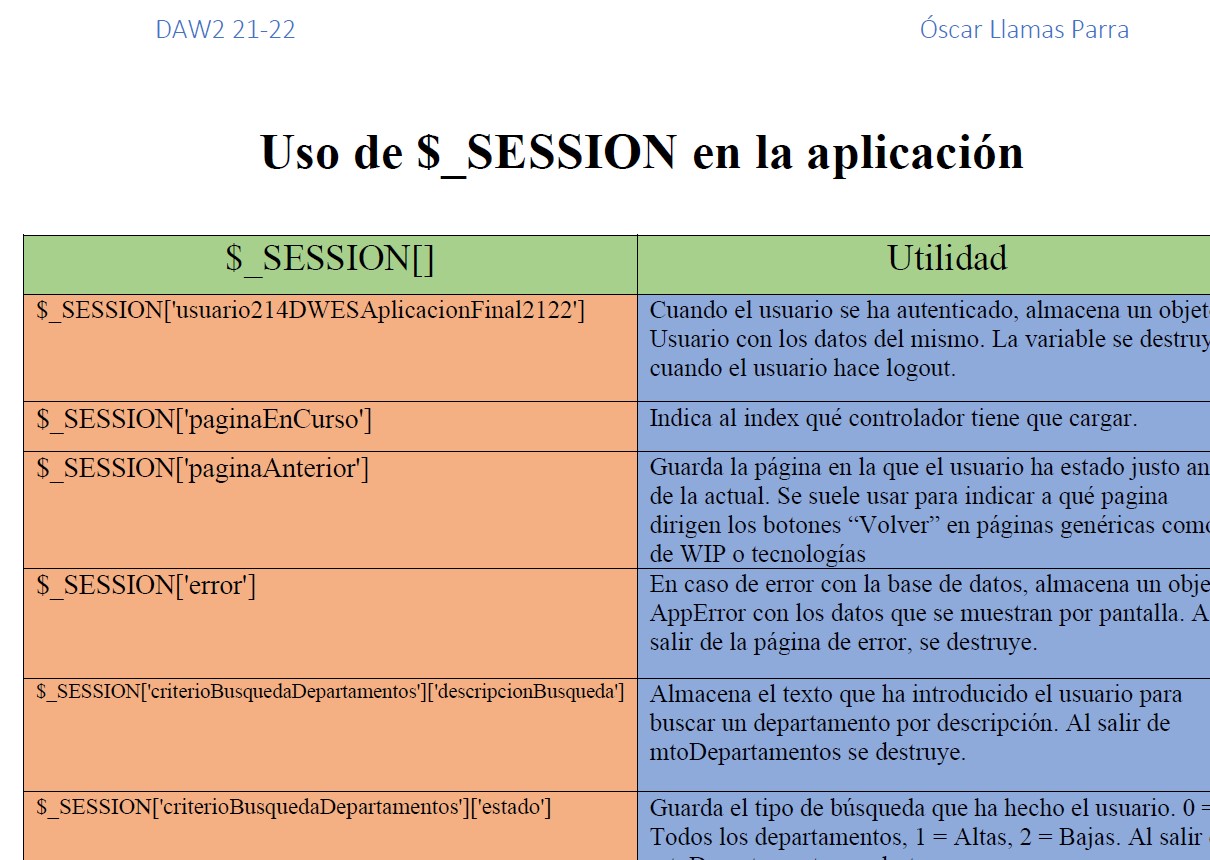 DAW2 21-22
Óscar Llamas Parra
Uso de $_SESSION en la aplicación
$_SESSION[]
Utilidad
$_SESSION['usuario214DWESAplicacionFinal2122']
Cuando el usuario se ha autenticado, almacena un objet
Usuario con los datos del mismo. La variable se destruy
cuando el usuario hace logout.
$_SESSION['paginaEnCurso']
Indica al index qué controlador tiene que cargar.
$_SESSION['paginaAnterior']
Guarda la página en la que el usuario ha estado justo an
de la actual. Se suele usar para indicar a qué pagina
dirigen los botones “Volver” en páginas genéricas como
de WIP o tecnologías
$_SESSION['error']
En caso de error con la base de datos, almacena un obje
AppError con los datos que se muestran por pantalla. A
salir de la página de error, se destruye.
$_SESSION['criterioBusquedaDepartamentos']['descripcionBusqueda']
Almacena el texto que ha introducido el usuario para
buscar un departamento por descripción. Al salir de
mtoDepartamentos se destruye.
$_SESSION['criterioBusquedaDepartamentos']['estado']
Guarda el tipo de búsqueda que ha hecho el usuario. 0 =
Todos los departamentos, 1 = Altas, 2 = Bajas. Al salir